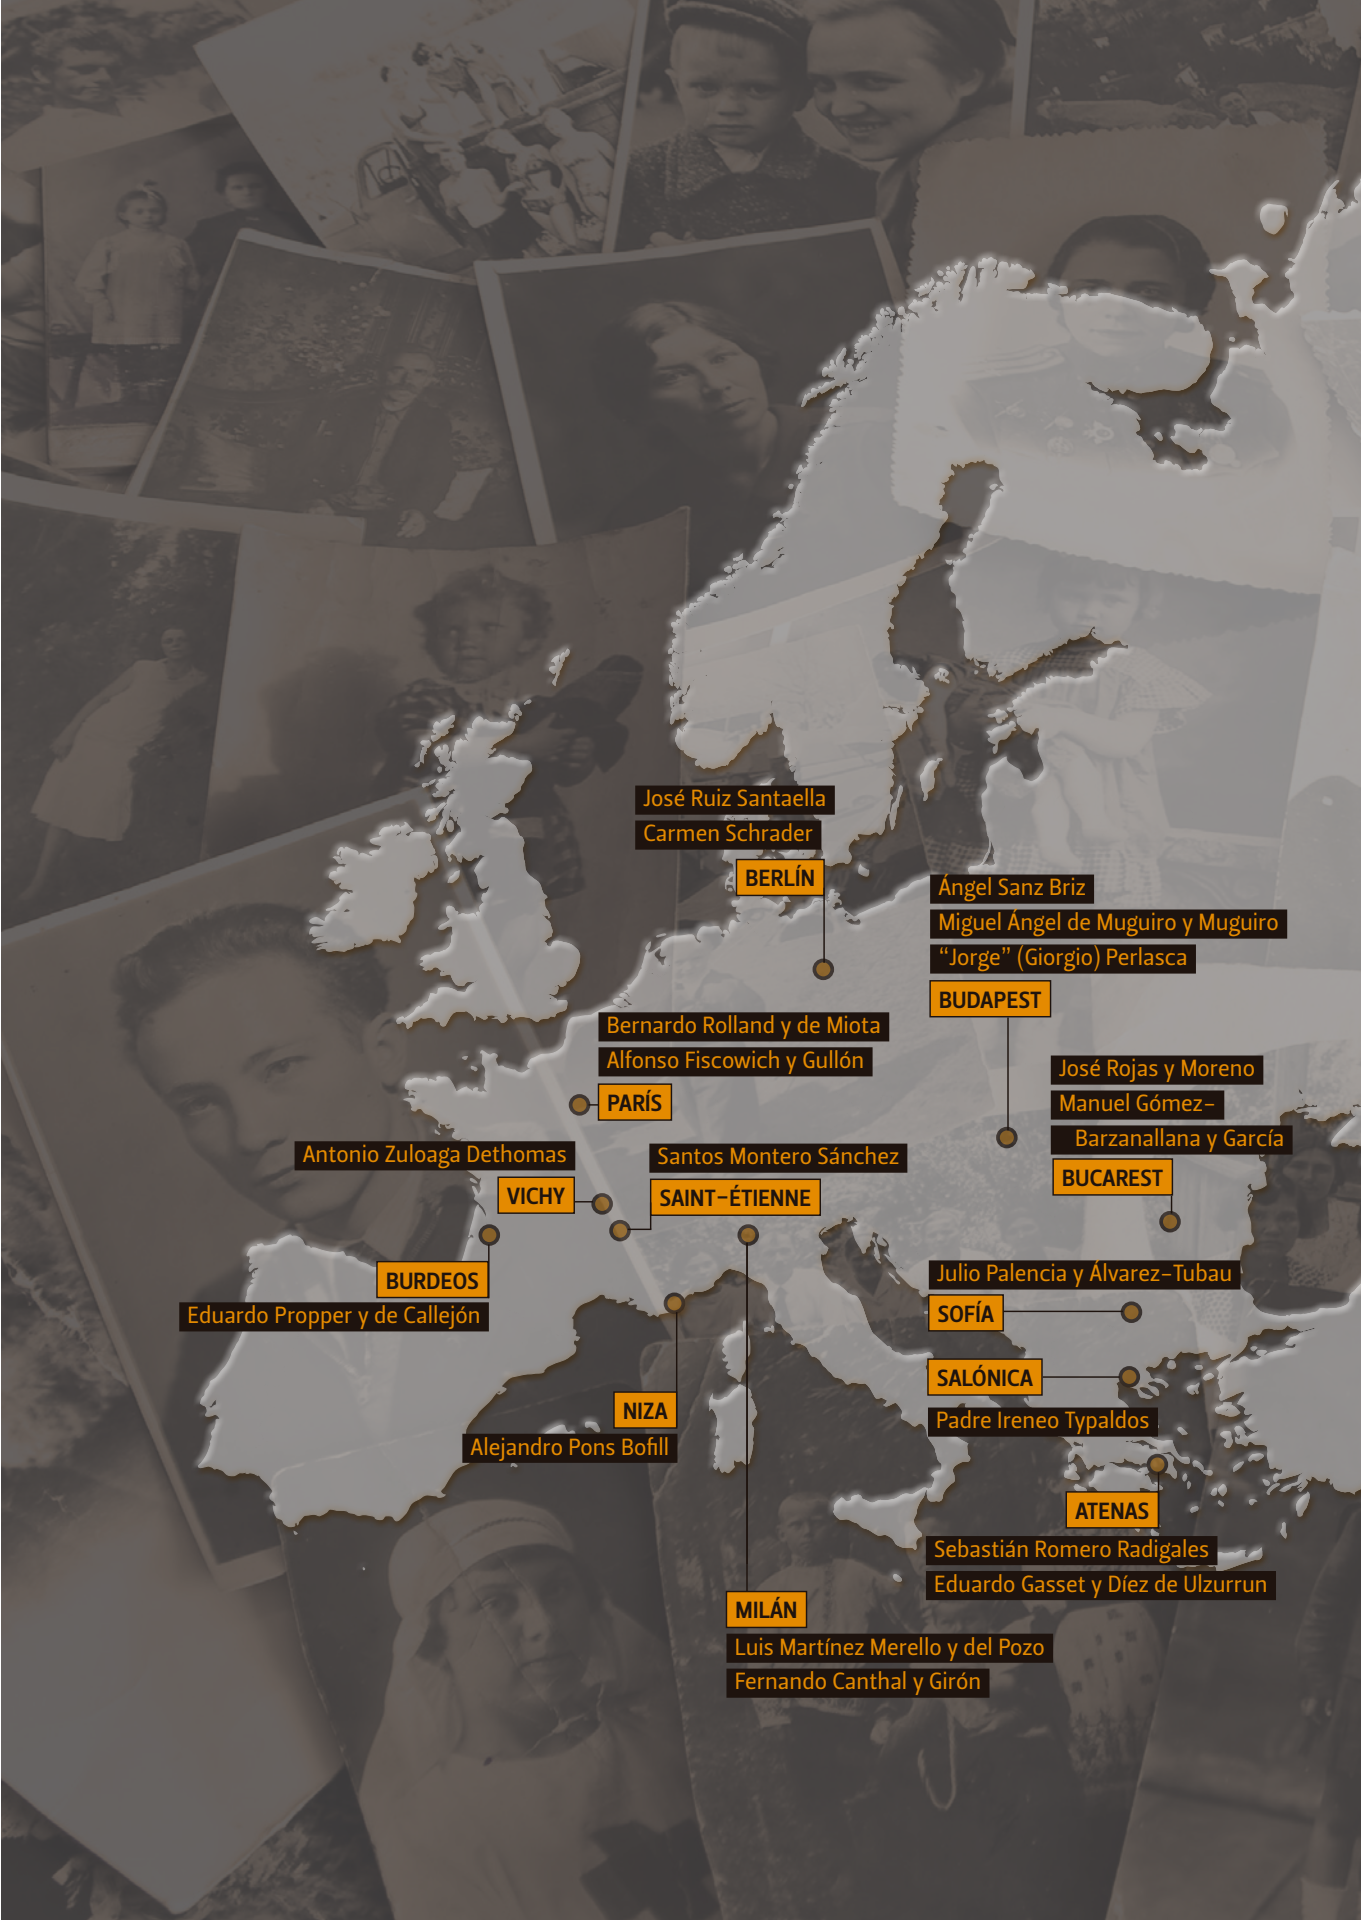 José Ruiz Santaella
Carmen Schrader
BERLÍN
Ángel Sanz Briz
Miguel Ángel de Muguiro y Muguiro
“Jorge” (Giorgio) Perlasca
BUDAPEST
Bernardo Rolland y de Miota
Alfonso Fiscowich y Gullón
PARÍS
José Rojas y Moreno
Manuel Gómez-
Barzanallana y García
BUCAREST
Antonio Zuloaga Dethomas
VICHY
Santos Montero Sánchez
SAINT-ÉTIENNE
BURDEOS
Eduardo Propper y de Callejón
Julio Palencia y Álvarez-Tubau
SOFÍA
SALÓNICA
Padre Ireneo Typaldos
NIZA
Alejandro Pons Bofill
ATENAS
Sebastián Romero Radigales
Eduardo Gasset y Díez de Ulzurrun
MILÁN
Luis Martínez Merello y del Pozo
Fernando Canthal y Girón